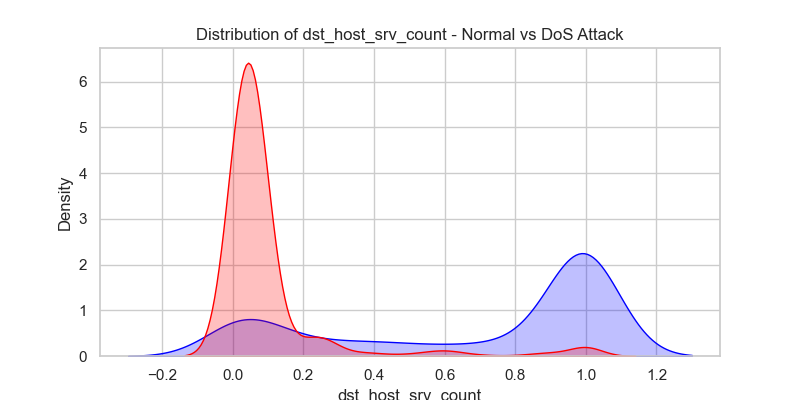 Distribution of dst_host_srv_count - Normal vs DoS Attack
Density
6
5
4
3
2
1
0
−0.2 0.0 0.2 0.4 0.6 0.8 1.0 1.2
dst_host_srv_count